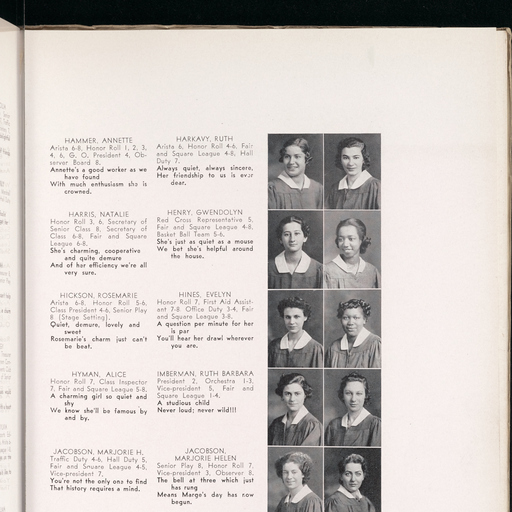 HAMMER, ANNETTE
Arista 6-8, Honor Roll 1, 2, 3,
4, 6, G. O. President 4, Ob-
server Board 8.
Annette's a good worker as we
have found
With much enthusiasm she is
crowned.
HARKAVY, RUTH
Arista 6, Honor Roll 4-6, Fair
and Square League 4-8, Hall
Duty 7.
Always quiet, always sincere,
Her friendship to us is ever
dear.
HARRIS, NATALIE
Honor Roll 3, 6, Secretary of
Senior Class 8, Secretary of
Class 6-8, Fair and Square
League 6-8.
She's charming, cooperative
and quite demure
And of her efficiency we're all
very sure.
HENRY, GWENDOLYN
Red Cross Representative 5,
Fair and Square League 4-8,
Basket Ball Team 5-6.
She's just as quiet as a mouse
We bet she's helpful around
the house.
HICKSON, ROSEMARIE
Arista 6-8, Honor Roll 5-6,
Class President 4-6, Senior Play
8 (Stage Setting).
Quiet, demure, lovely and
sweet
Rosemarie's charm just can't
be beat.
HINES, EVELYN
Honor Roll 7, First Aid Assist-
ant 7-8 Office Duty 3-4, Fair
and Square League 3-8.
A question per minute for her
is par
You'll hear her drawl wherever
you are.
HYMAN, ALICE
Honor Roll 7, Class Inspector
7, Fair and Square League 5-8.
A charming girl so quiet and
shy
We know she'll be famous by
and by.
IMBERMAN, RUTH BARBARA
President 2, Orchestra 1-3,
Vice-president 5, Fair and
Square League 1-4.
A studious child
Never loud; never wild!!!
JACOBSON, MARJORIE H.
Traffic Duty 4-6, Hall Duty 5,
Fair and Square League 4-5,
Vice-president 7.
You're not the only one to find
That history requires a mind.
JACOBSON,
MARJORIE HELEN
Senior Play 8, Honor Roll 7,
Vice-president 3, Observer 8.
The bell at three which just
has rung
Means Margo's day has now
begun.